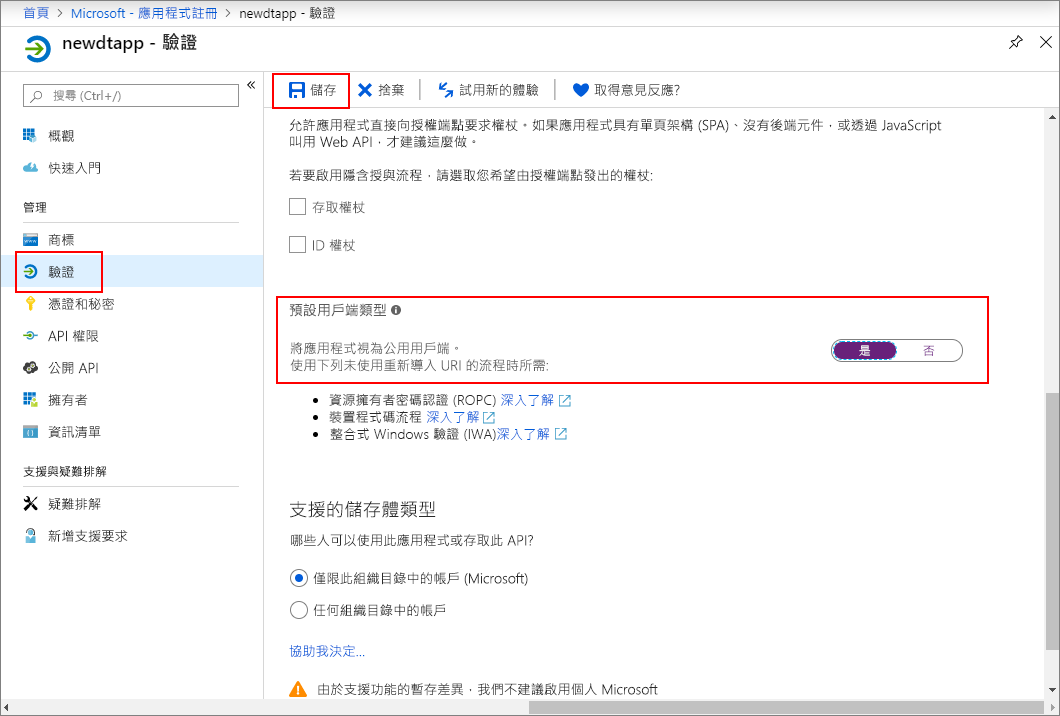 首頁 > Microsoft - 應用程式註冊 > newdtapp - 驗證
newdtapp - 驗證
搜尋 (Ctrl+/)
«
概觀
快速入門
管理
商標
驗證
憑證和秘密
API 權限
公開 API
擁有者
資訊清單
支援與疑難排解
疑難排解
新增支援要求
儲存
捨棄
試用新的體驗
取得意見反應?
允許應用程式直接向授權端點要求權杖。如果應用程式具有單頁架構 (SPA)、沒有後端元件，或透過 JavaScript
叫用 Web API，才建議這麼做。
若要啟用隱含授與流程，請選取您希望由授權端點發出的權杖:
存取權杖
ID 權杖
預設用戶端類型
將應用程式視為公用用戶端。
使用下列未使用重新導入 URI 的流程時所需:
是
否
• 資源擁有者密碼認證 (ROPC) 深入了解
• 裝置程式碼流程 深入了解
• 整合式 Windows 驗證 (IWA)深入了解
支援的儲存體類型
哪些人可以使用此應用程式或存取此 API?
僅限此組織目錄中的帳戶 (Microsoft)
任何組織目錄中的帳戶
協助我決定...
由於支援功能的暫存差異，我們不建議啟用個人 Microsoft